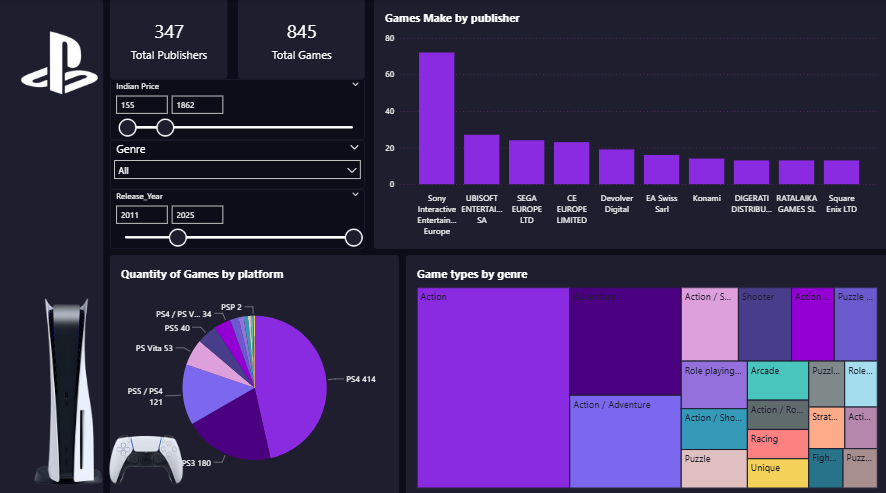 347
Total Publishers
845
Total Games
Indian Price
155
1862
Genre
All
Release_Year
2011
2025
Games Make by publisher
80
60
40
20
0
Sony
Interactive
Entertain...
Europe
UBISOFT
ENTERTAI...
SA
SEGA
EUROPE
LTD
CE
EUROPE
LIMITED
Devolver
Digital
EA Swiss
Sarl
Konami
DIGERATI
DISTRIBU...
RATALAIKA
GAMES SL
Square
Enix LTD
Quantity of Games by platform
PSP 2
PS4 / PS V... 34
PS5 40
PS Vita 53
PS5 / PS4
121
PS3 180
PS4 414
Game types by genre
Action
Action / Adventure
Action / S...
Shooter
Action ...
Puzzle ...
Role playing...
Arcade
Puzzl...
Role...
Action / Sho...
Action / Ro...
Strat...
Acti...
Puzzle
Racing
Unique
Figh...
Puzz...